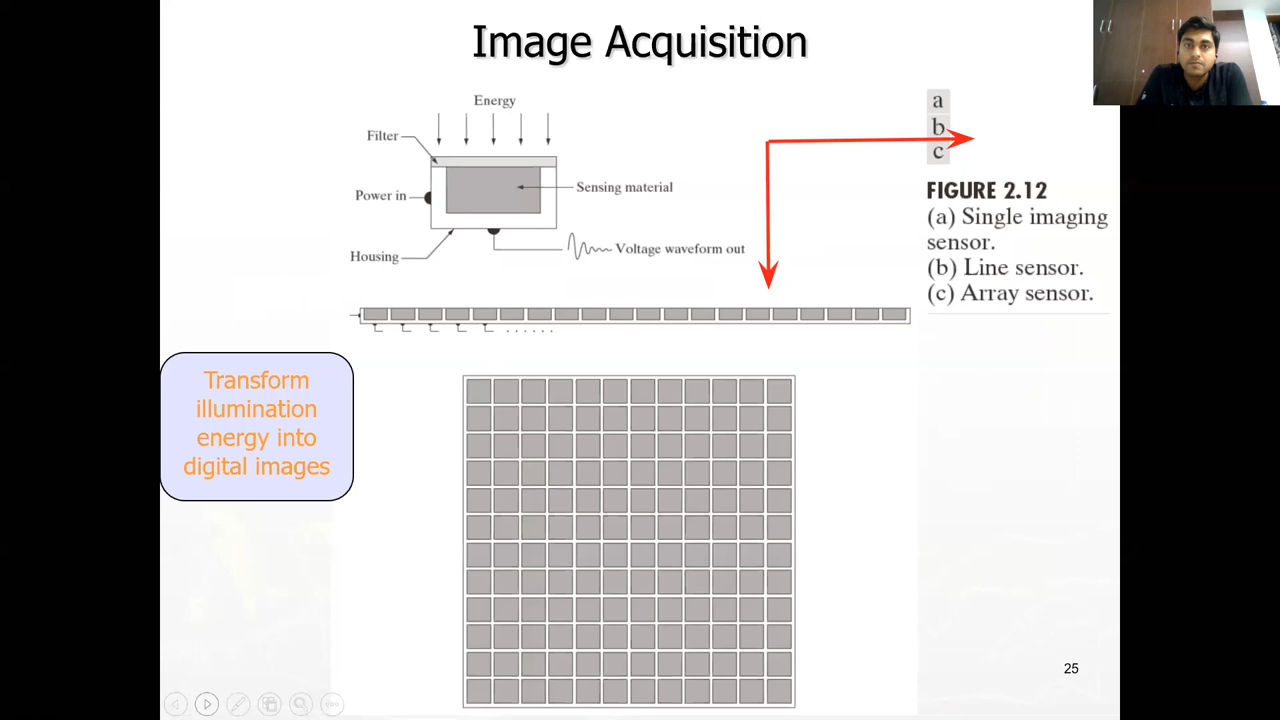 Image Acquisition
Energy
Filter
Power in
Sensing material
Housing
Voltage waveform out
a
b
c
FIGURE 2.12
(a) Single imaging
sensor.
(b) Line sensor.
(c) Array sensor.
Transform
illumination
energy into
digital images
25